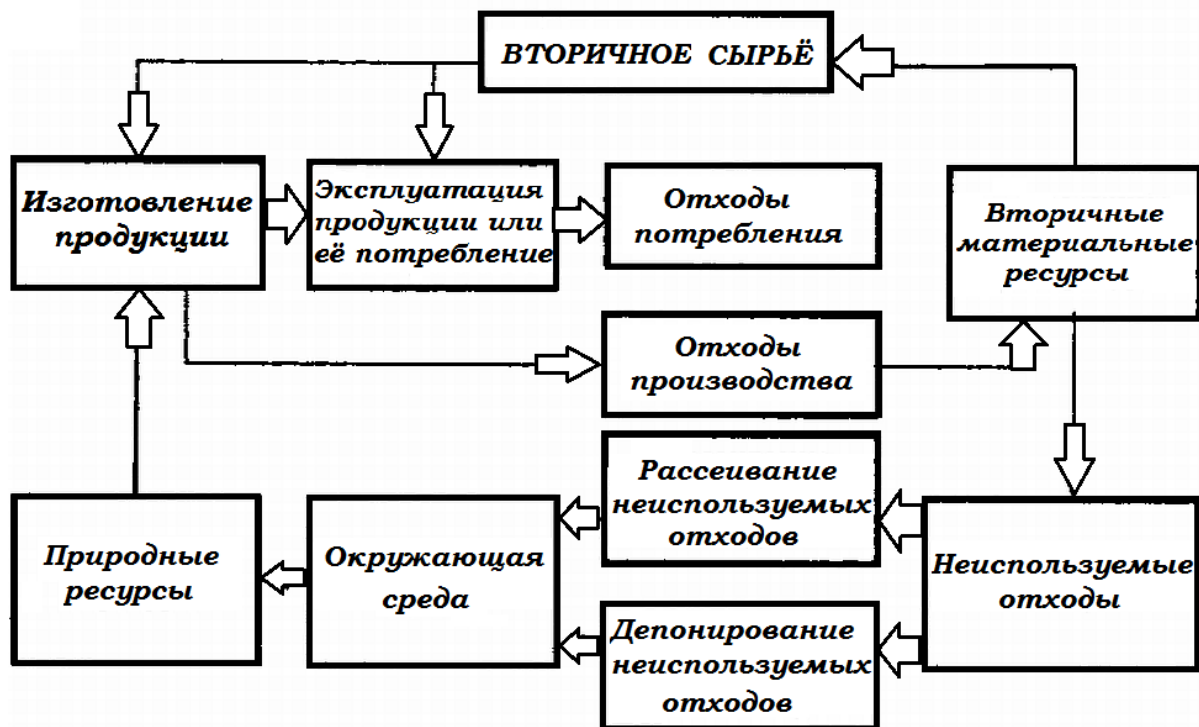 ВТОРИЧНОЕ СЫРЬЁ
Изготовление
продукции
Эксплуатация
продукции или
её потребление
Отходы
потребления
Вторичные
материальные
ресурсы
Отходы
производства
Рассеивание
неиспользуемых
отходов
Природные
ресурсы
Окружающая
среда
Неиспользуемые
отходы
Депонирование
неиспользуемых
отходов